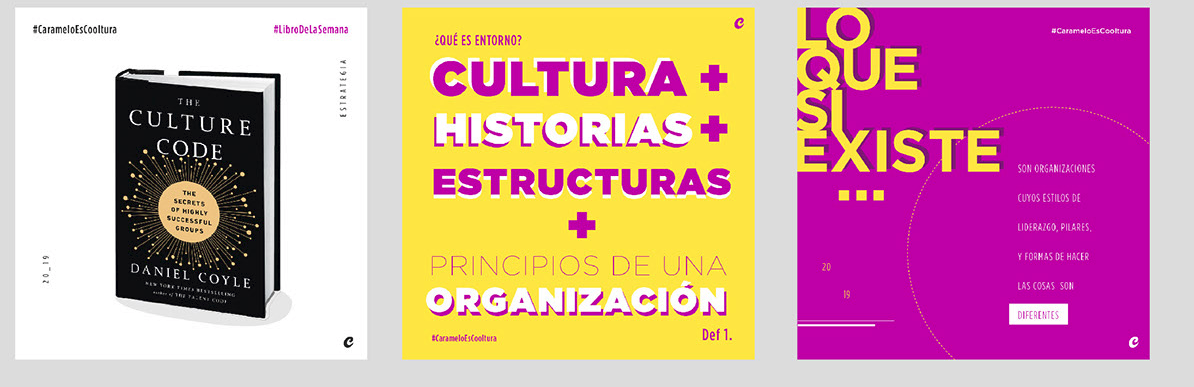 #CarameloEsCooltura
#LibroDeLaSemana
ESTRATEGIA
THE
CULTURE
CODE
THE
SECRETS
OF HIGHLY
SUCCESSFUL
GROUPS
DANIEL COYLE
NEW YORK TIMES BESTSELLING
author of THE TALENT CODE
20_19
C
C
¿QUÉ ES ENTORNO?
CULTURA +
HISTORIAS +
ESTRUCTURAS
+
PRINCIPIOS DE UNA
ORGANIZACIÓN
#CarameloEsCooltura
Def 1.
LO
QUE
SI
EXISTE
...
#CarameloEsCooltura
SON ORGANIZACIONES
CUYOS ESTILOS DE
LIDERAZGO, PILARES,
Y FORMAS DE HACER
LAS COSAS SON
DIFERENTES
20
19
C